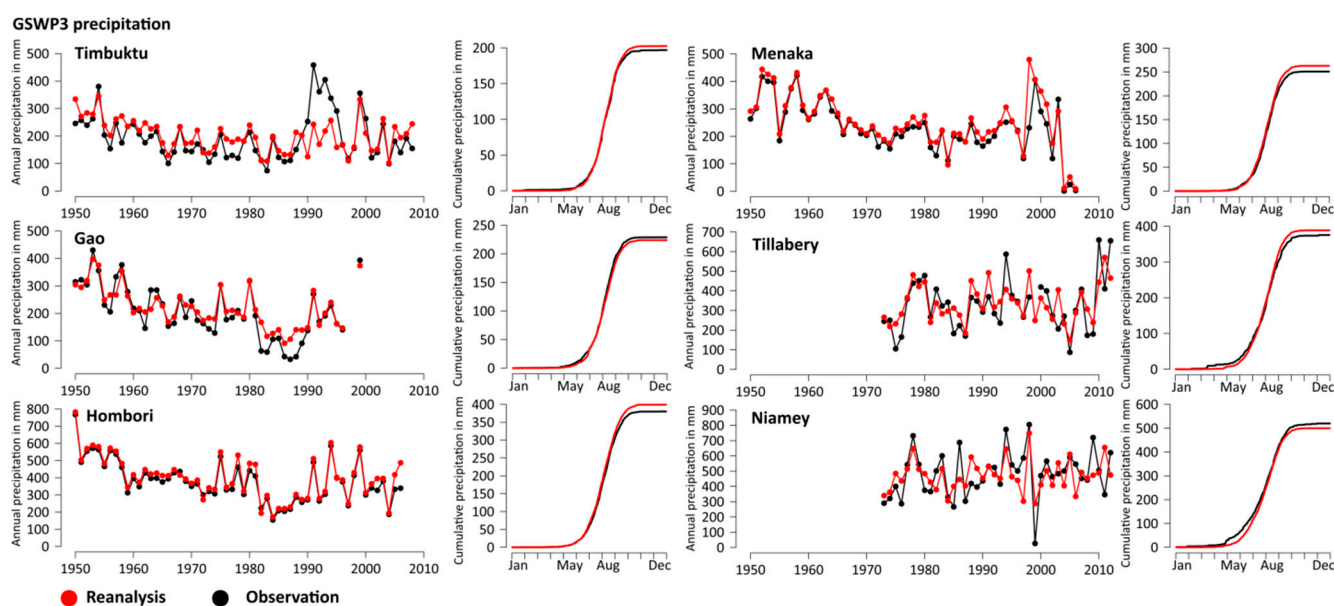 GSWP3 precipitation
Timbuktu
Annual precipitation in mm
500
400
300
200
100
0
1950 1960 1970 1980 1990 2000 2010
Cumulative precipitation in mm
200
150
100
50
0
Jan May Aug Dec
Menaka
Annual precipitation in mm
500
400
300
200
100
0
1950 1960 1970 1980 1990 2000 2010
Cumulative precipitation in mm
300
250
200
150
100
50
0
Jan May Aug Dec
Gao
Annual precipitation in mm
500
400
300
200
100
0
1950 1960 1970 1980 1990 2000 2010
Cumulative precipitation in mm
250
200
150
100
50
0
Jan May Aug Dec
Tillabery
Annual precipitation in mm
700
600
500
400
300
200
100
0
1950 1960 1970 1980 1990 2000 2010
Cumulative precipitation in mm
400
300
200
100
0
Jan May Aug Dec
Hombori
Annual precipitation in mm
800
700
600
500
400
300
200
100
0
1950 1960 1970 1980 1990 2000 2010
Cumulative precipitation in mm
400
350
300
250
200
150
100
50
0
Jan May Aug Dec
Niamey
Annual precipitation in mm
900
800
700
600
500
400
300
200
100
0
1950 1960 1970 1980 1990 2000 2010
Cumulative precipitation in mm
600
500
400
300
200
100
0
Jan May Aug Dec
Reanalysis Observation